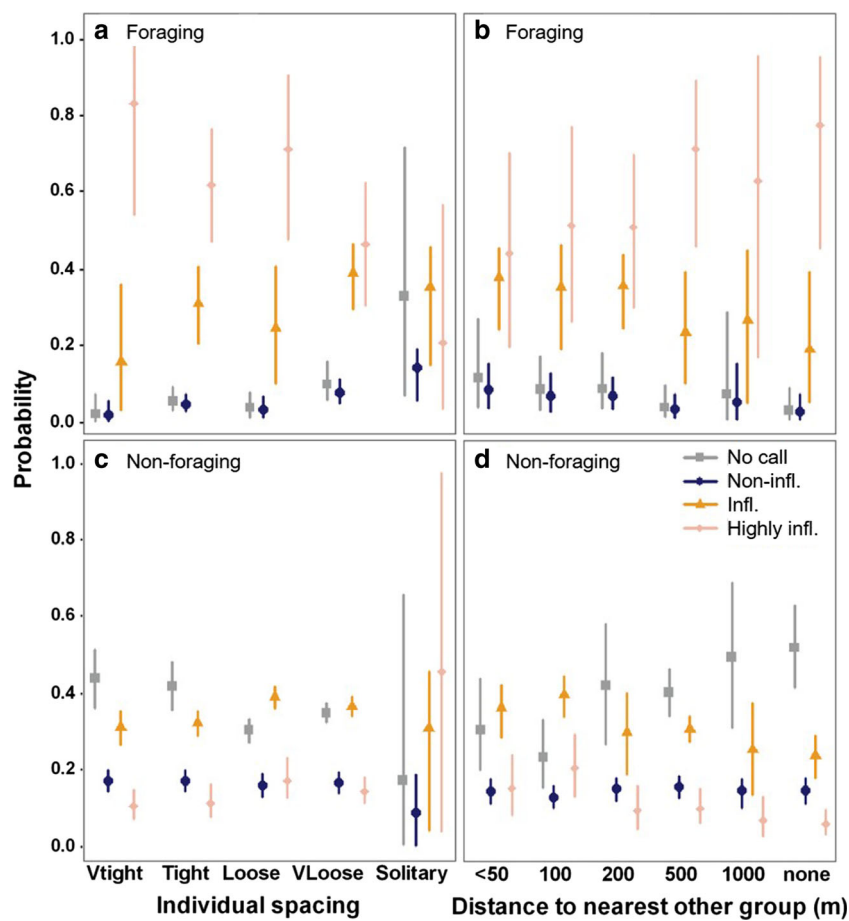 a Foraging
b Foraging
1.0
0.8
0.6
0.4
0.2
0.0
Probability
c Non-foraging
d Non-foraging
No call
Non-infl.
Infl.
Highly infl.
1.0
0.8
0.6
0.4
0.2
0.0
Vtight Tight Loose VLoose Solitary
<50 100 200 500 1000 none
Individual spacing
Distance to nearest other group (m)